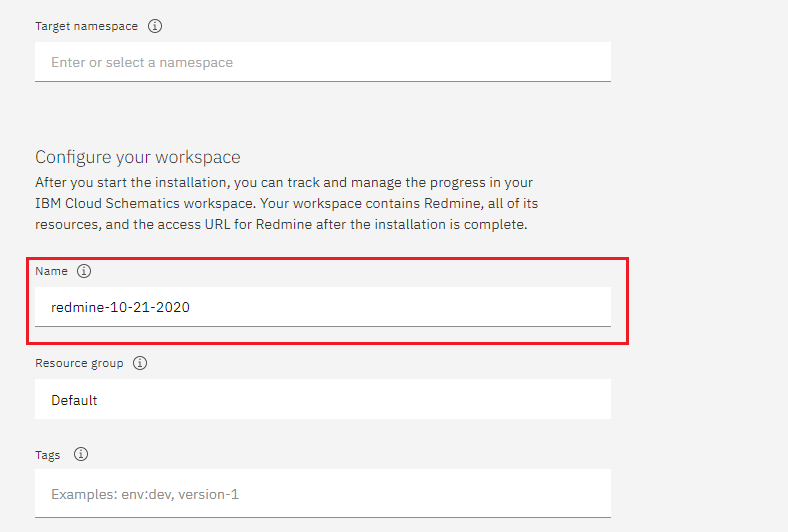 Target namespace
Enter or select a namespace
Configure your workspace
After you start the installation, you can track and manage the progress in your
IBM Cloud Schematics workspace. Your workspace contains Redmine, all of its
resources, and the access URL for Redmine after the installation is complete.
Name
redmine-10-21-2020
Resource group
Default
Tags
Examples: env:dev, version-1